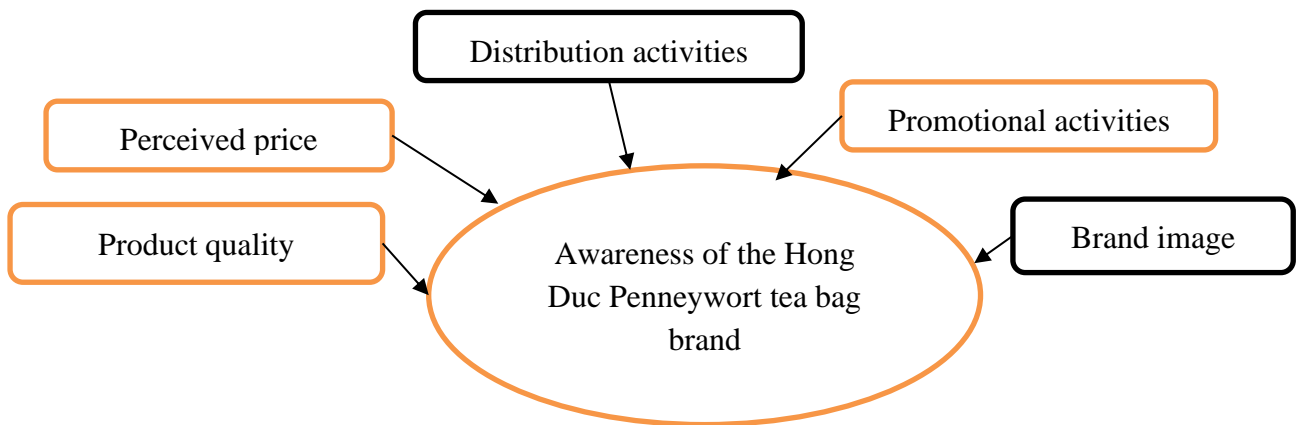 Distribution activities
Promotional activities
Perceived price
Brand image
Product quality
Awareness of the Hong
Duc Penneywort tea bag
brand